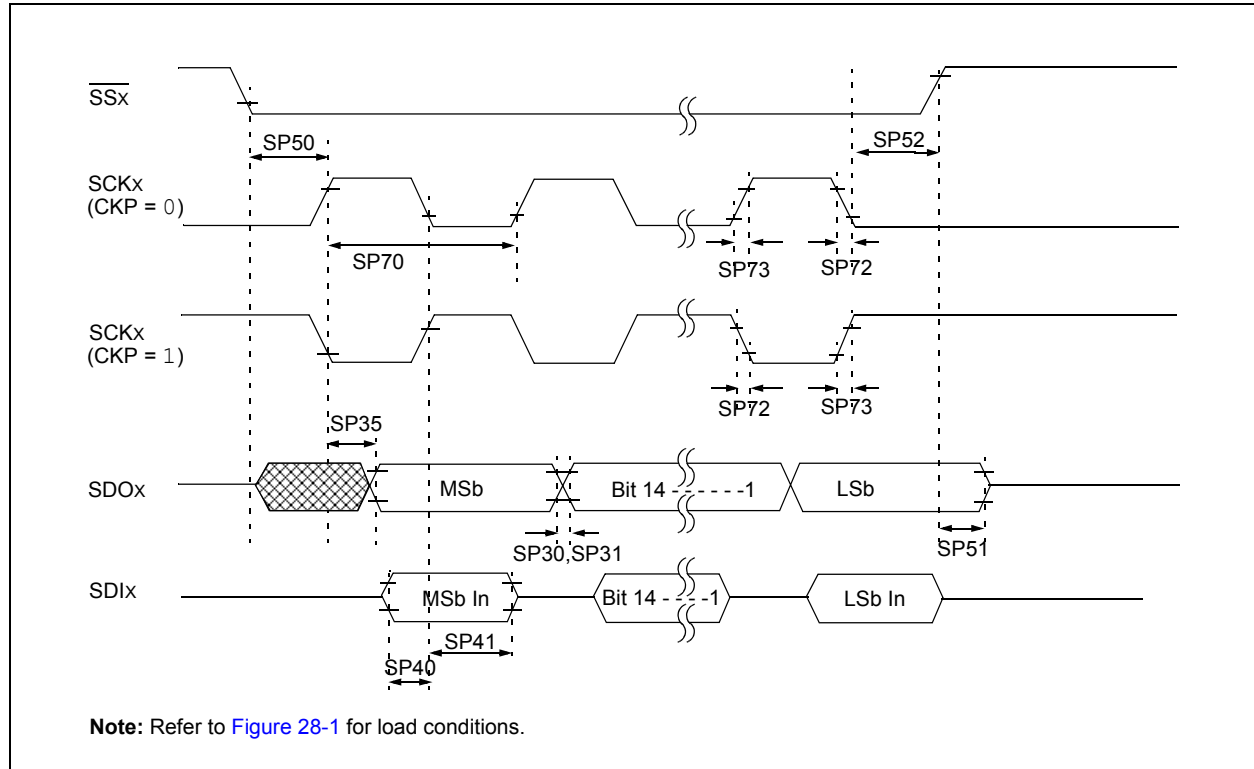 SSx
SP50
SP52
SCKx
(CKP = 0)
SP70
SP73
SP72
SCKx
(CKP = 1)
SP72
SP73
SP35
SDOx
MSb
Bit 14 - - - - - - -1
LSb
SP30,SP31
SP51
SDIx
MSb In
Bit 14 - - - - -1
LSb In
SP41
SP40
Note: Refer to Figure 28-1 for load conditions.